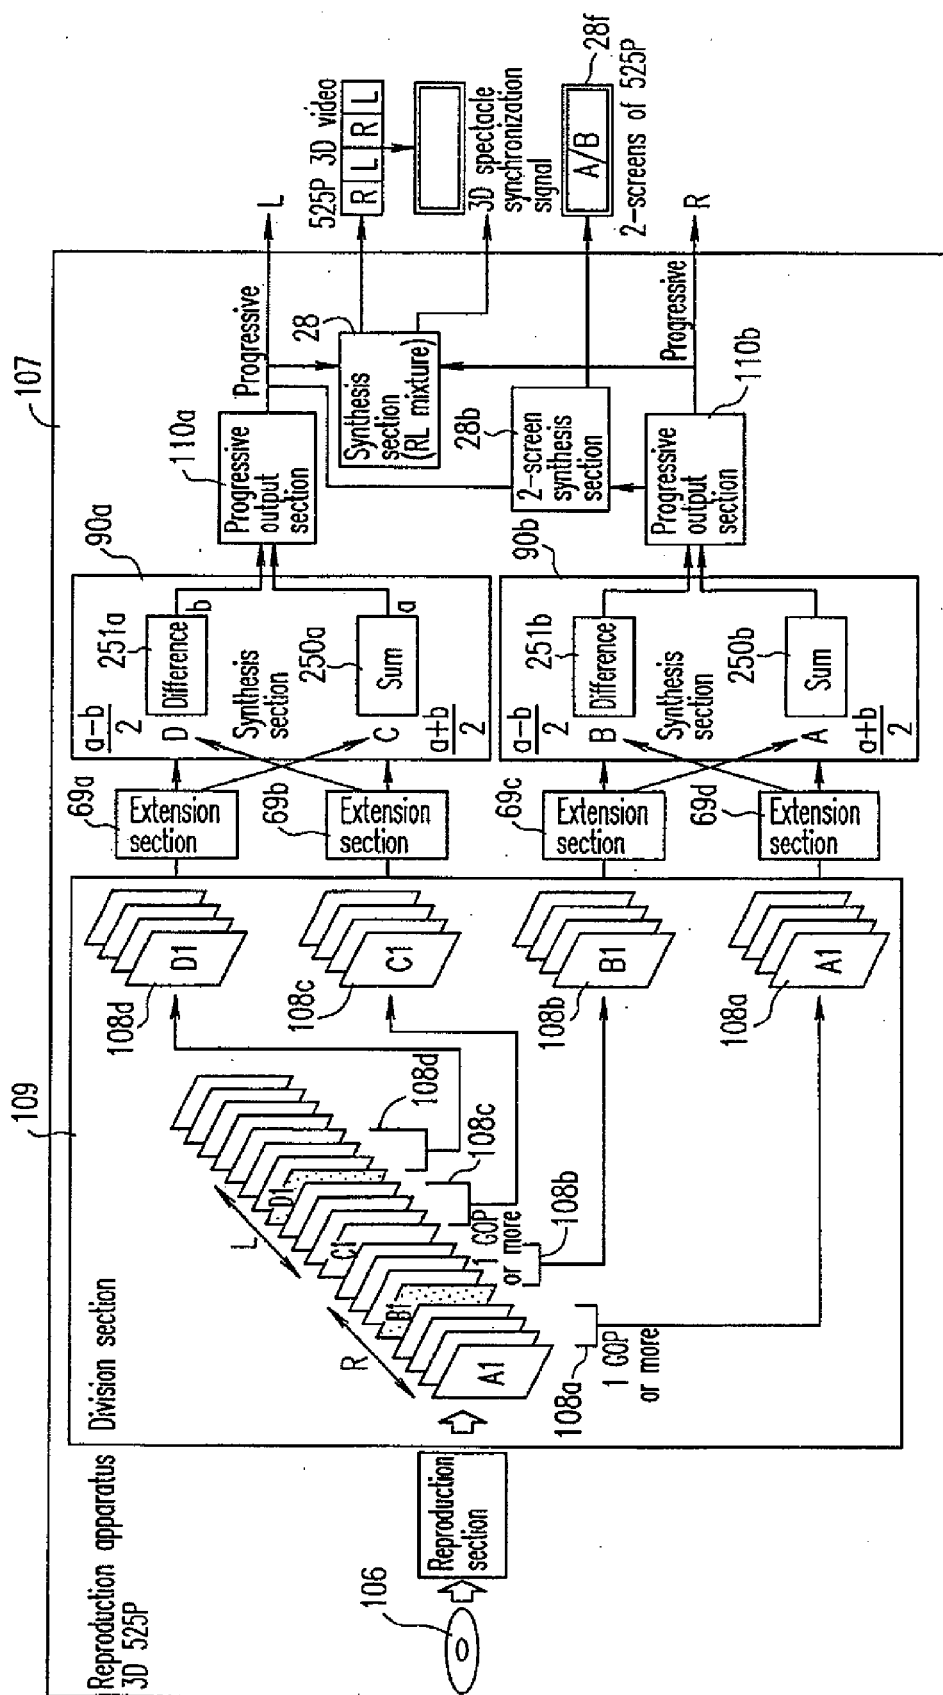 Reproduction apparatus
3D 525P
107
106
Reproduction
section
109
Division section
A1
B1
C1
D1
R
L
108a
1 GOP
or more
1 GOP
or more
108b
108c
108d
D1
108d
C1
108c
B1
108b
A1
108a
69a
Extension
section
69b
Extension
section
69c
Extension
section
69d
Extension
section
90a
a-b
2
D
251a
Difference
b
Synthesis
section
C
250a
Sum
a
a+b
2
90b
a-b
2
B
251b
Difference
Synthesis
section
A
250b
Sum
a+b
2
110a
Progressive
output
section
Progressive
L
28
Synthesis
section
(RL mixture)
28b
2-screen
synthesis
section
110b
Progressive
output
section
Progressive
R
525P 3D video
R L R L
3D spectacle
synchronization
signal
A/B
28f
2-screens of 525P